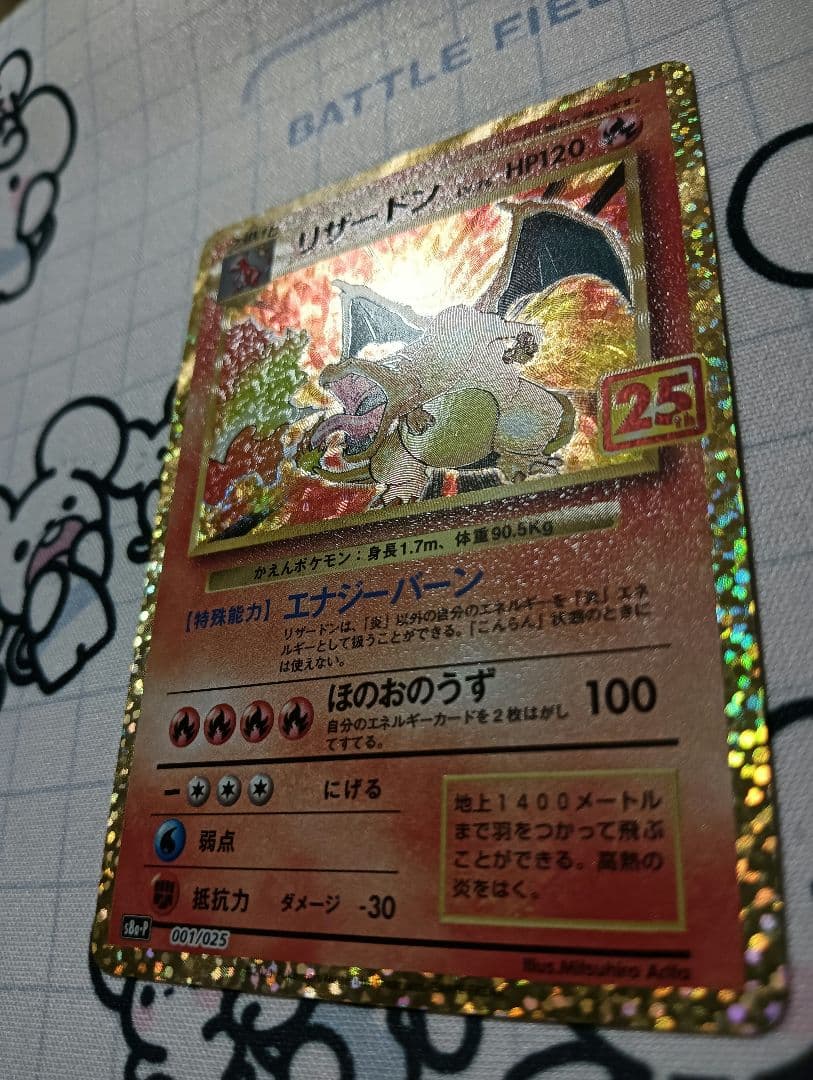 BATTLE FIE
リザードン LV.76 HP120
25th
かえんポケモン：身長1.7m、体重90.5Kg
【特殊能力】 エナジーバーン
リザードンは、「炎」以外の自分のエネルギーを「炎」エネ
ルギーとして扱うことができる。「こんらん」状態のときに
は使えない。
ほのおのうず 100
自分のエネルギーカードを２枚はがし
てすてる。
ー にげる
弱点
抵抗力 ダメージ -30
地上１４００メートル
まで羽をつかって飛ぶ
ことができる。高熱の
炎をはく。
s8a-P 001/025
Illus.Mitsuhiro Arita